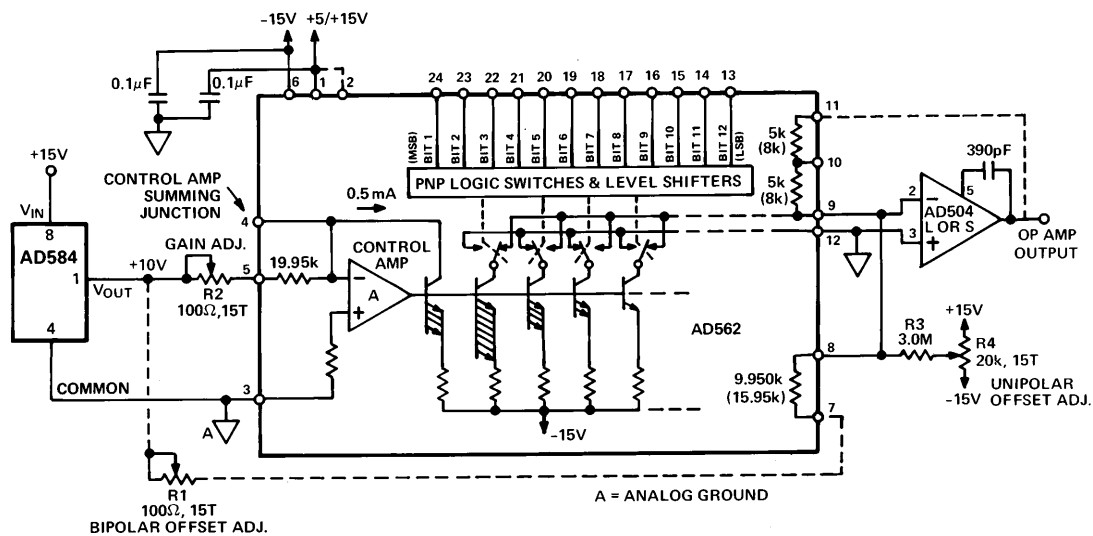 -15V
+5/+15V
0.1µF
0.1µF
6
1
2
24
23
22
21
20
19
18
17
16
15
14
13
(MSB)
BIT 1
BIT 2
BIT 3
BIT 4
BIT 5
BIT 6
BIT 7
BIT 8
BIT 9
BIT 10
BIT 11
BIT 12
(LSB)
PNP LOGIC SWITCHES & LEVEL SHIFTERS
11
5k
(8k)
10
5k
(8k)
9
12
390pF
2
15
AD504
L OR S
3
−
+
OP AMP
OUTPUT
+15V
VIN
8
AD584
1
4
VOUT
+10V
CONTROL AMP
SUMMING
JUNCTION
4
0.5 mA
GAIN ADJ.
R2
100Ω,15T
5
19.95k
CONTROL
AMP
−
A
+
AD562
COMMON
3
A
-15V
8
9.950k
(15.95k)
7
R3
3.0M
+15V
R4
20k, 15T
-15V
UNIPOLAR
OFFSET ADJ.
R1
100Ω, 15T
BIPOLAR OFFSET ADJ.
A = ANALOG GROUND